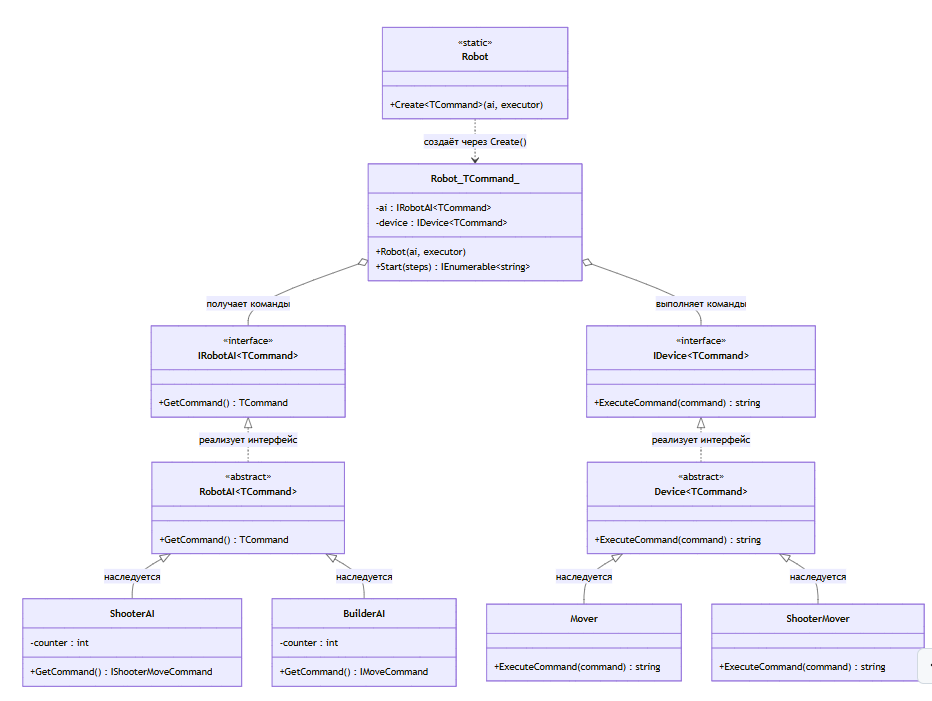 «static»
Robot
+Create<TCommand>(ai, executor)
создаёт через Create()
Robot_TCommand_
-ai : IRobotAI<TCommand>
-device : IDevice<TCommand>
+Robot(ai, executor)
+Start(steps) : IEnumerable<string>
получает команды
выполняет команды
«interface»
IRobotAI<TCommand>
+GetCommand() : TCommand
«interface»
IDevice<TCommand>
+ExecuteCommand(command) : string
реализует интерфейс
реализует интерфейс
«abstract»
RobotAI<TCommand>
+GetCommand() : TCommand
«abstract»
Device<TCommand>
+ExecuteCommand(command) : string
наследуется
наследуется
наследуется
наследуется
ShooterAI
-counter : int
+GetCommand() : IShooterMoveCommand
BuilderAI
-counter : int
+GetCommand() : IMoveCommand
Mover
+ExecuteCommand(command) : string
ShooterMover
+ExecuteCommand(command) : string